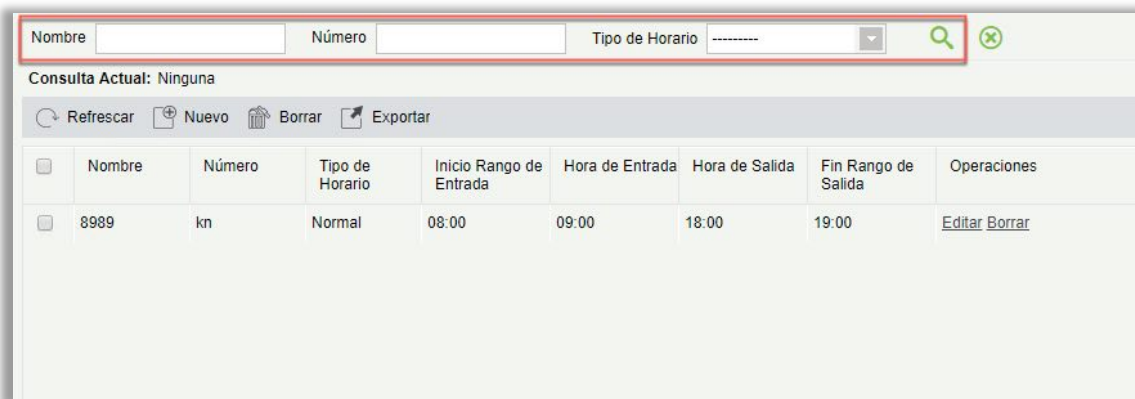 Nombre Número Tipo de Horario ---------
Consulta Actual: Ninguna
Refrescar Nuevo Borrar Exportar
Nombre Número Tipo de Horario Inicio Rango de Entrada Hora de Entrada Hora de Salida Fin Rango de Salida Operaciones
8989 kn Normal 08:00 09:00 18:00 19:00 Editar Borrar